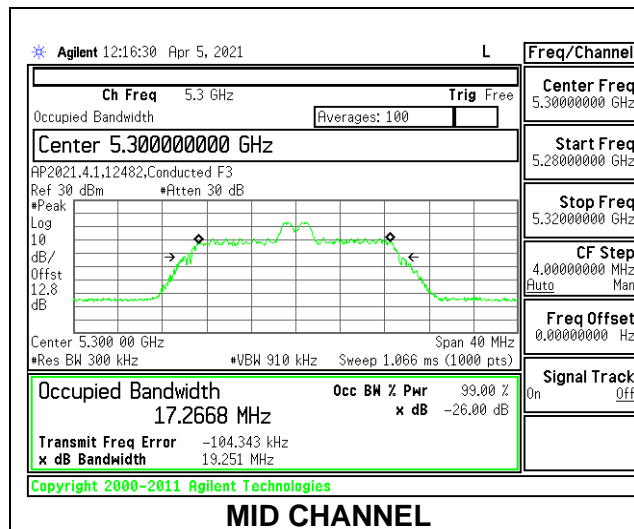 Agilent 12:16:30 Apr 5, 2021 L
Ch Freq 5.3 GHz Trig Free
Occupied Bandwidth Averages: 100
Center 5.300000000 GHz
AP2021.4.1,12482,Conducted F3
Ref 30 dBm #Atten 30 dB
#Peak
Log
10
dB/
Offst
12.8
dB
Center 5.300 00 GHz Span 40 MHz
#Res BW 300 kHz #VBW 910 kHz Sweep 1.066 ms (1000 pts)
Occupied Bandwidth Occ BW % Pwr 99.00 %
17.2668 MHz x dB -26.00 dB
Transmit Freq Error -104.343 kHz
x dB Bandwidth 19.251 MHz
Copyright 2000-2011 Agilent Technologies
Freq/Channel
Center Freq
5.30000000 GHz
Start Freq
5.28000000 GHz
Stop Freq
5.32000000 GHz
CF Step
4.00000000 MHz
Auto Man
Freq Offset
0.00000000 Hz
Signal Track
On Off
MID CHANNEL